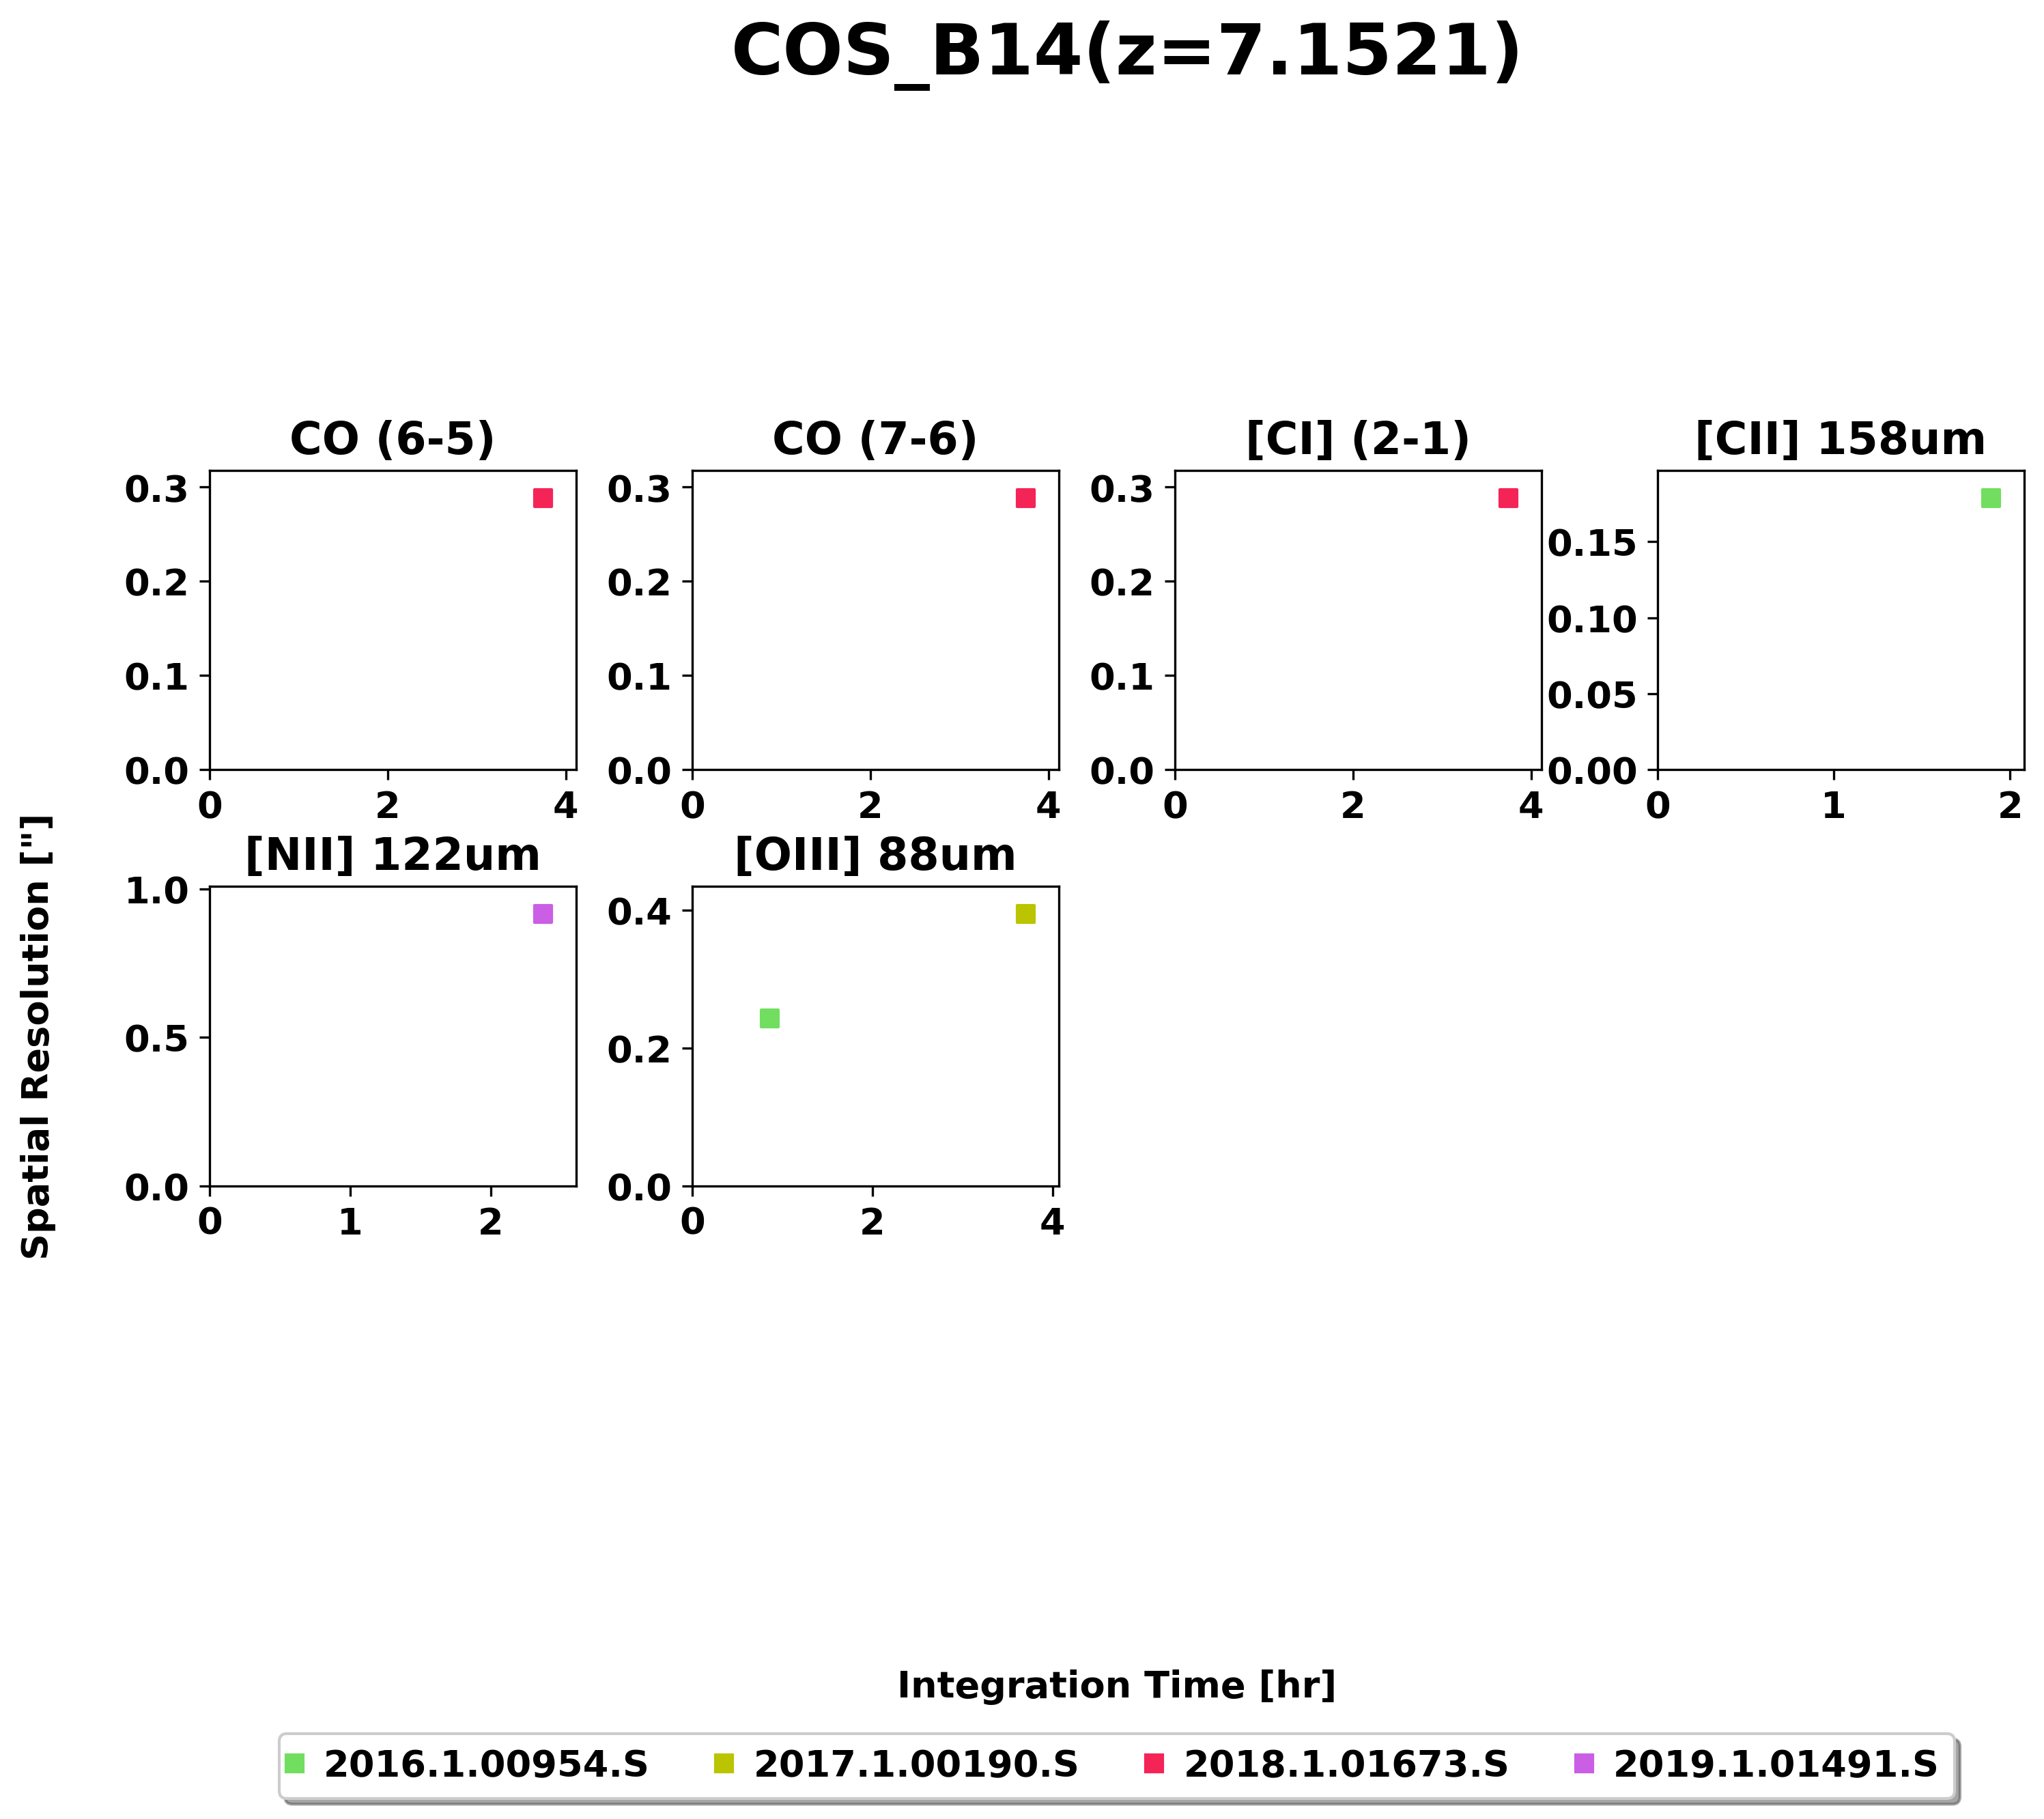 COS_B14(z=7.1521)
CO (6-5)
0.3
0.2
0.1
0.0
0 2 4
CO (7-6)
0.3
0.2
0.1
0.0
0 2 4
[CI] (2-1)
0.3
0.2
0.1
0.0
0 2 4
[CII] 158um
0.15
0.10
0.05
0.00
0 1 2
Spatial Resolution ["]
[NII] 122um
1.0
0.5
0.0
0 1 2
[OIII] 88um
0.4
0.2
0.0
0 2 4
Integration Time [hr]
2016.1.00954.S 2017.1.00190.S 2018.1.01673.S 2019.1.01491.S